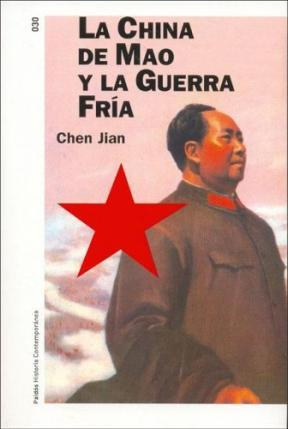 030
LA CHINA
DE MAO
Y LA GUERRA
FRÍA
Chen Jian
Paidós Historia Contemporánea